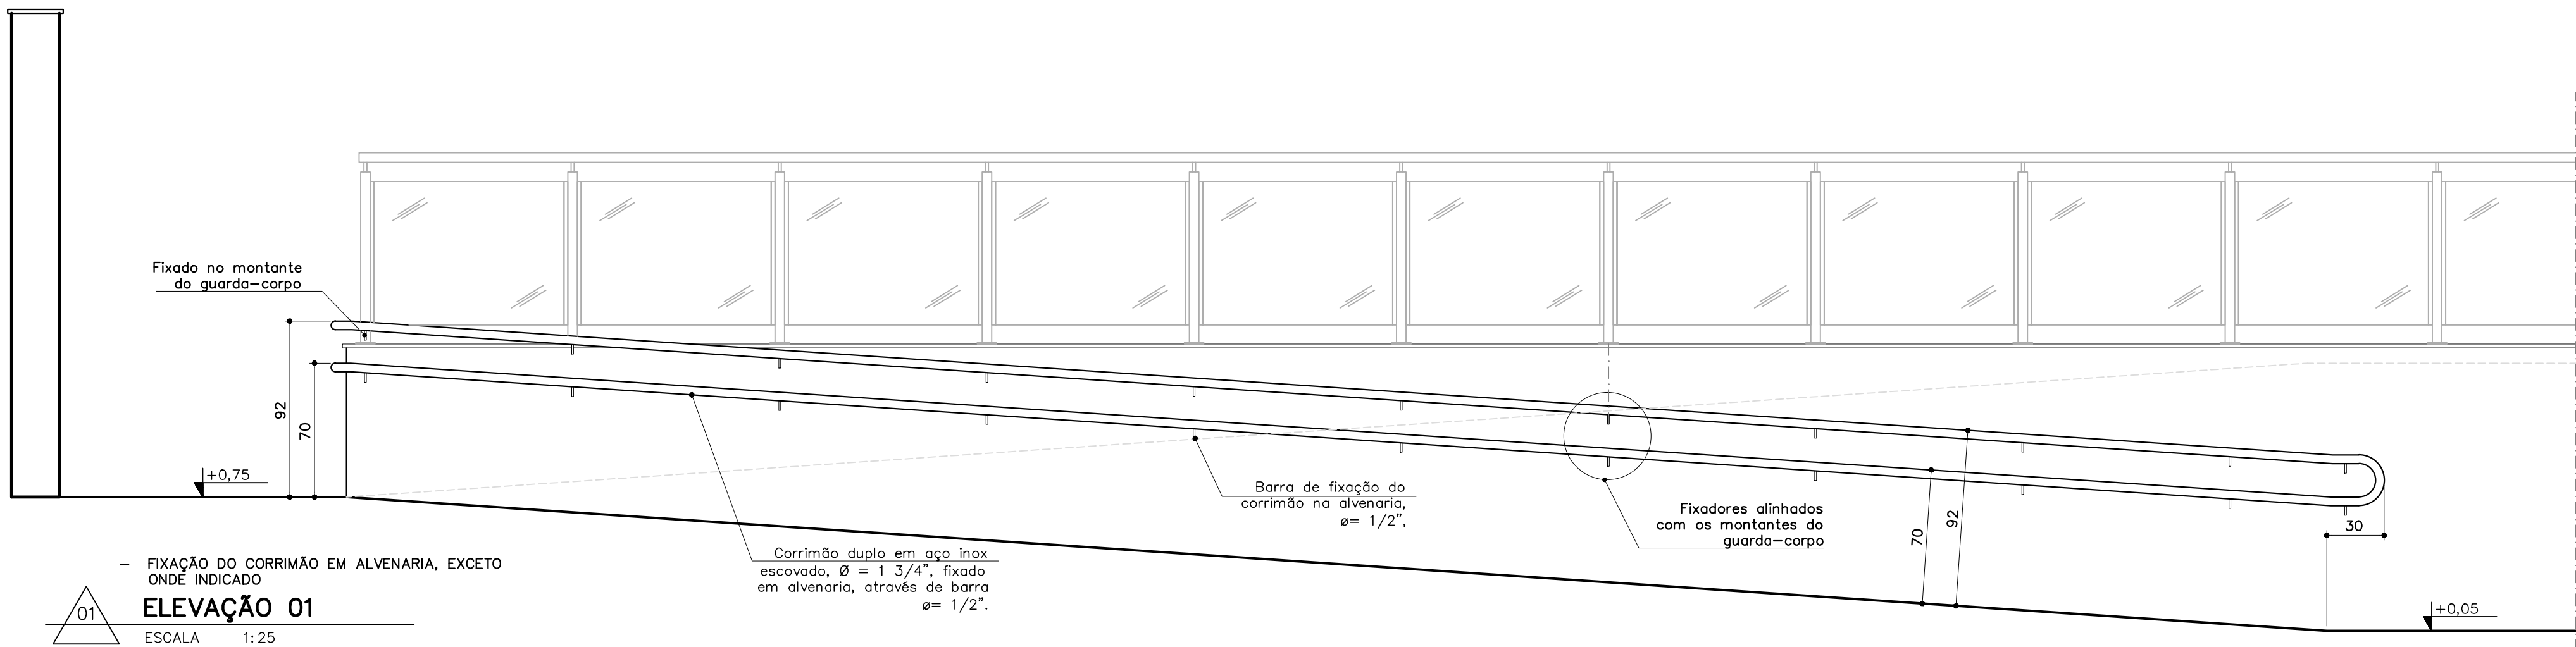 Fixado no montante
do guarda-corpo
92
70
+0,75
Corrimão duplo em aço inox
escovado, Ø = 1 3/4", fixado
em alvenaria, através de barra
ø= 1/2".
Barra de fixação do
corrimão na alvenaria,
ø= 1/2",
Fixadores alinhados
com os montantes do
guarda-corpo
70
92
30
+0,05
- FIXAÇÃO DO CORRIMÃO EM ALVENARIA, EXCETO
ONDE INDICADO
01
ELEVAÇÃO 01
ESCALA 1:25